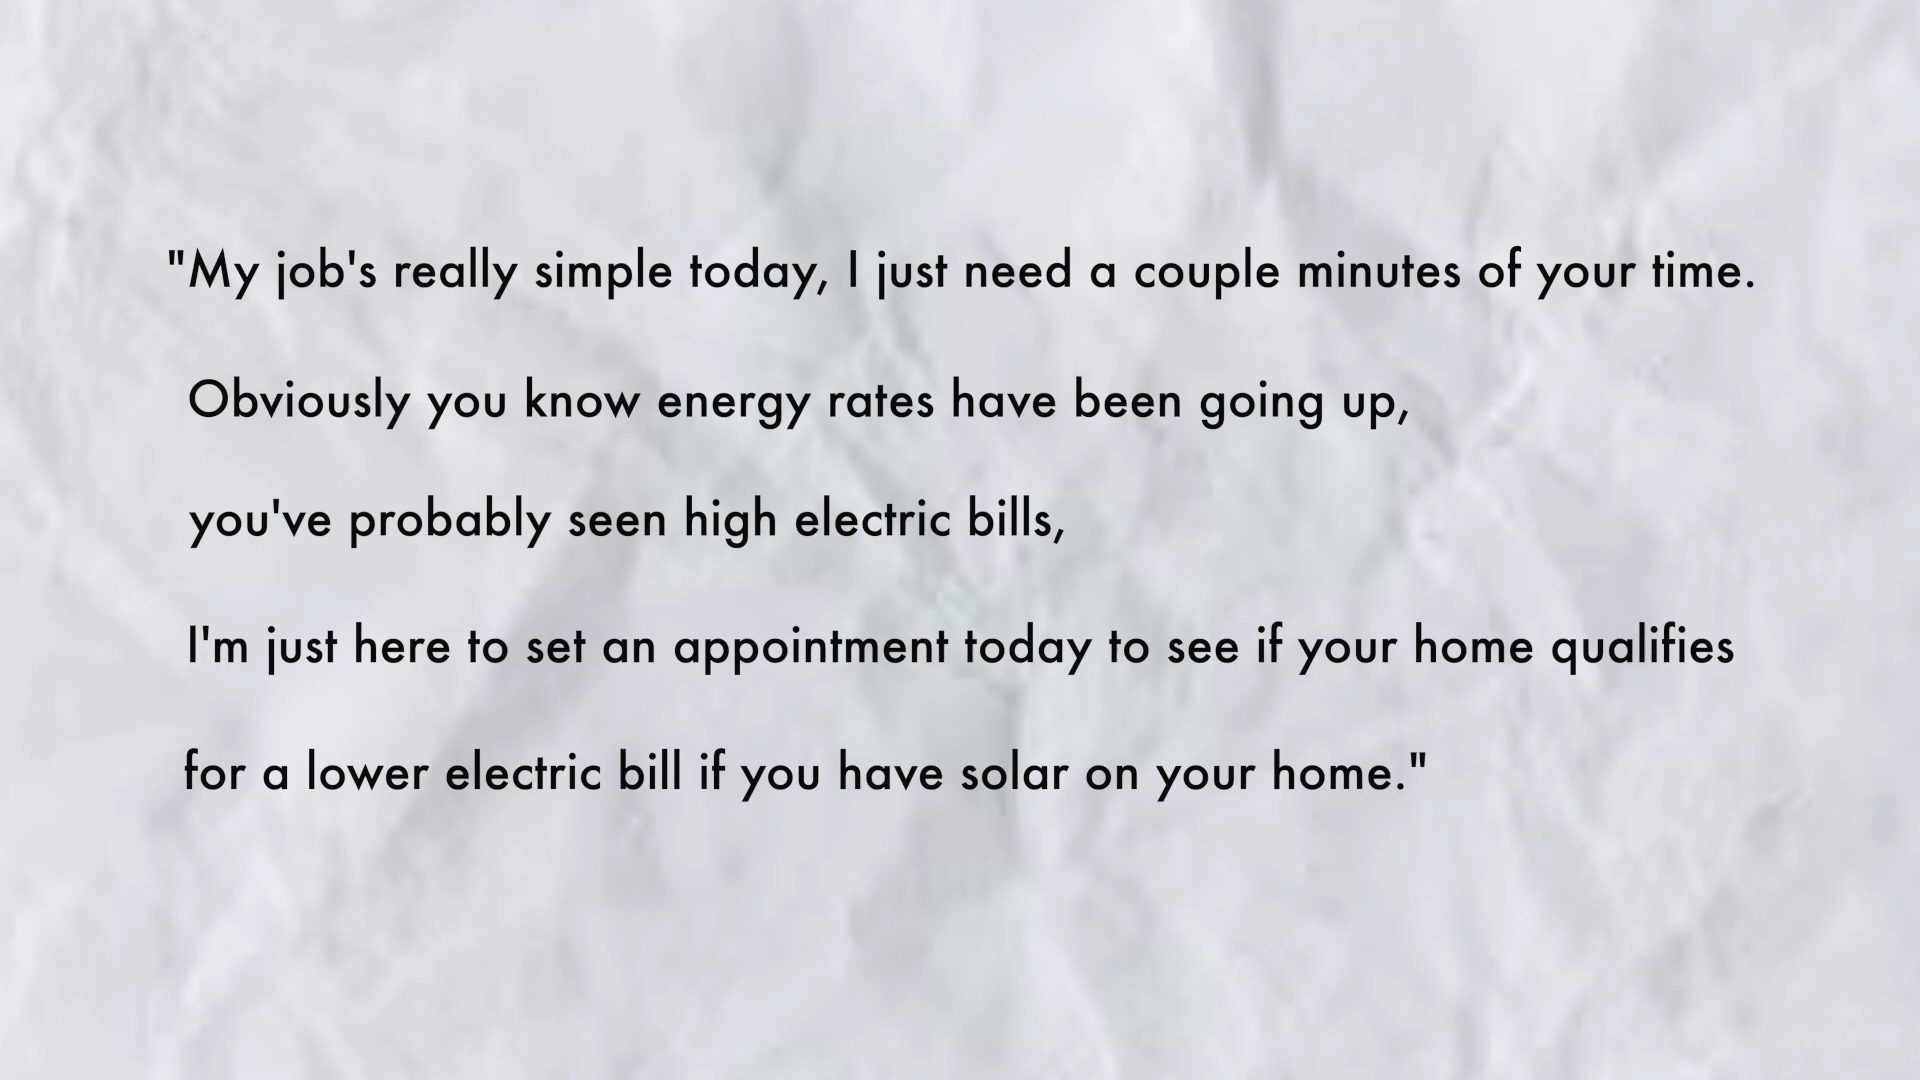 "My job's really simple today, I just need a couple minutes of your time.
Obviously you know energy rates have been going up,
you've probably seen high electric bills,
I'm just here to set an appointment today to see if your home qualifies
for a lower electric bill if you have solar on your home."